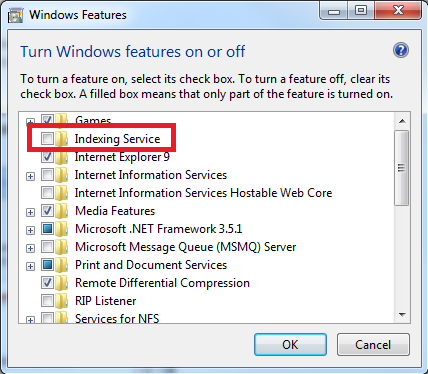 Windows Features
Turn Windows features on or off
To turn a feature on, select its check box. To turn a feature off, clear its
check box. A filled box means that only part of the feature is turned on.
Games
Indexing Service
Internet Explorer 9
Internet Information Services
Internet Information Services Hostable Web Core
Media Features
Microsoft .NET Framework 3.5.1
Microsoft Message Queue (MSMQ) Server
Print and Document Services
Remote Differential Compression
RIP Listener
Services for NFS
OK
Cancel